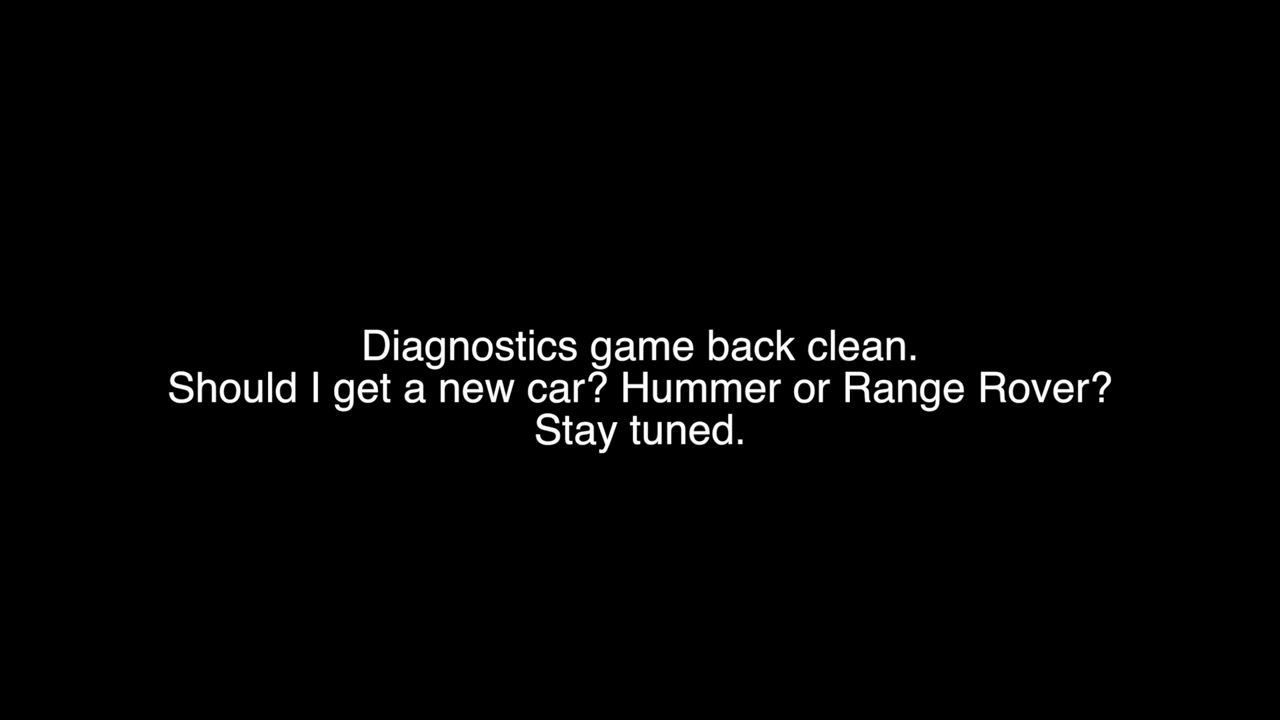 Diagnostics game back clean.
Should I get a new car? Hummer or Range Rover?
Stay tuned.